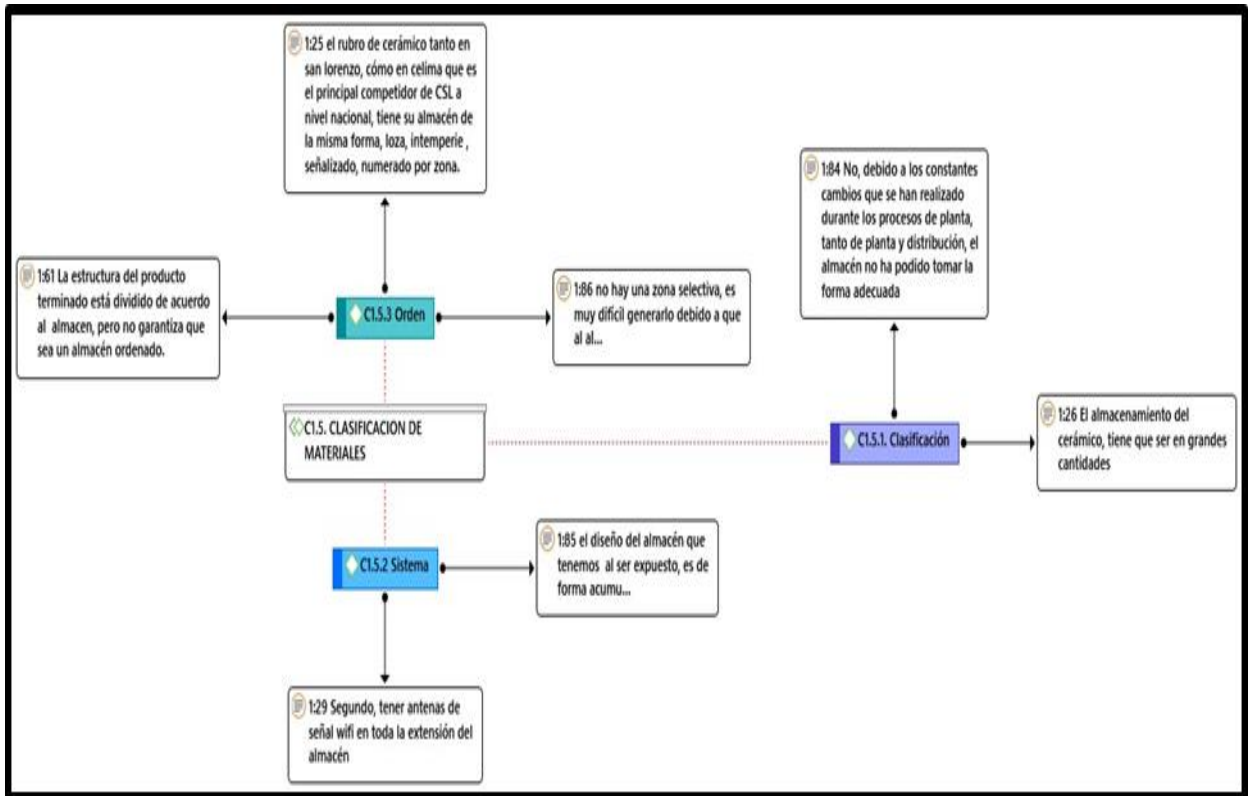 1:25 el rubro de cerámico tanto en
san lorenzo, cómo en celima que es
el principal competidor de CSL a
nivel nacional, tiene su almacén de
la misma forma, loza, intemperie ,
señalizado, numerado por zona.
1:84 No, debido a los constantes
cambios que se han realizado
durante los procesos de planta,
tanto de planta y distribución, el
almacén no ha podido tomar la
forma adecuada
1:61 La estructura del producto
terminado está dividido de acuerdo
al almacen, pero no garantiza que
sea un almacén ordenado.
C1.5.3 Orden
1:86 no hay una zona selectiva, es
muy difícil generarlo debido a que
al al...
C1.5. CLASIFICACION DE
MATERIALES
C1.5.1. Clasificación
1:26 El almacenamiento del
cerámico, tiene que ser en grandes
cantidades
C1.5.2 Sistema
1:85 el diseño del almacén que
tenemos al ser expuesto, es de
forma acumu...
1:29 Segundo, tener antenas de
señal wifi en toda la extensión del
almacén